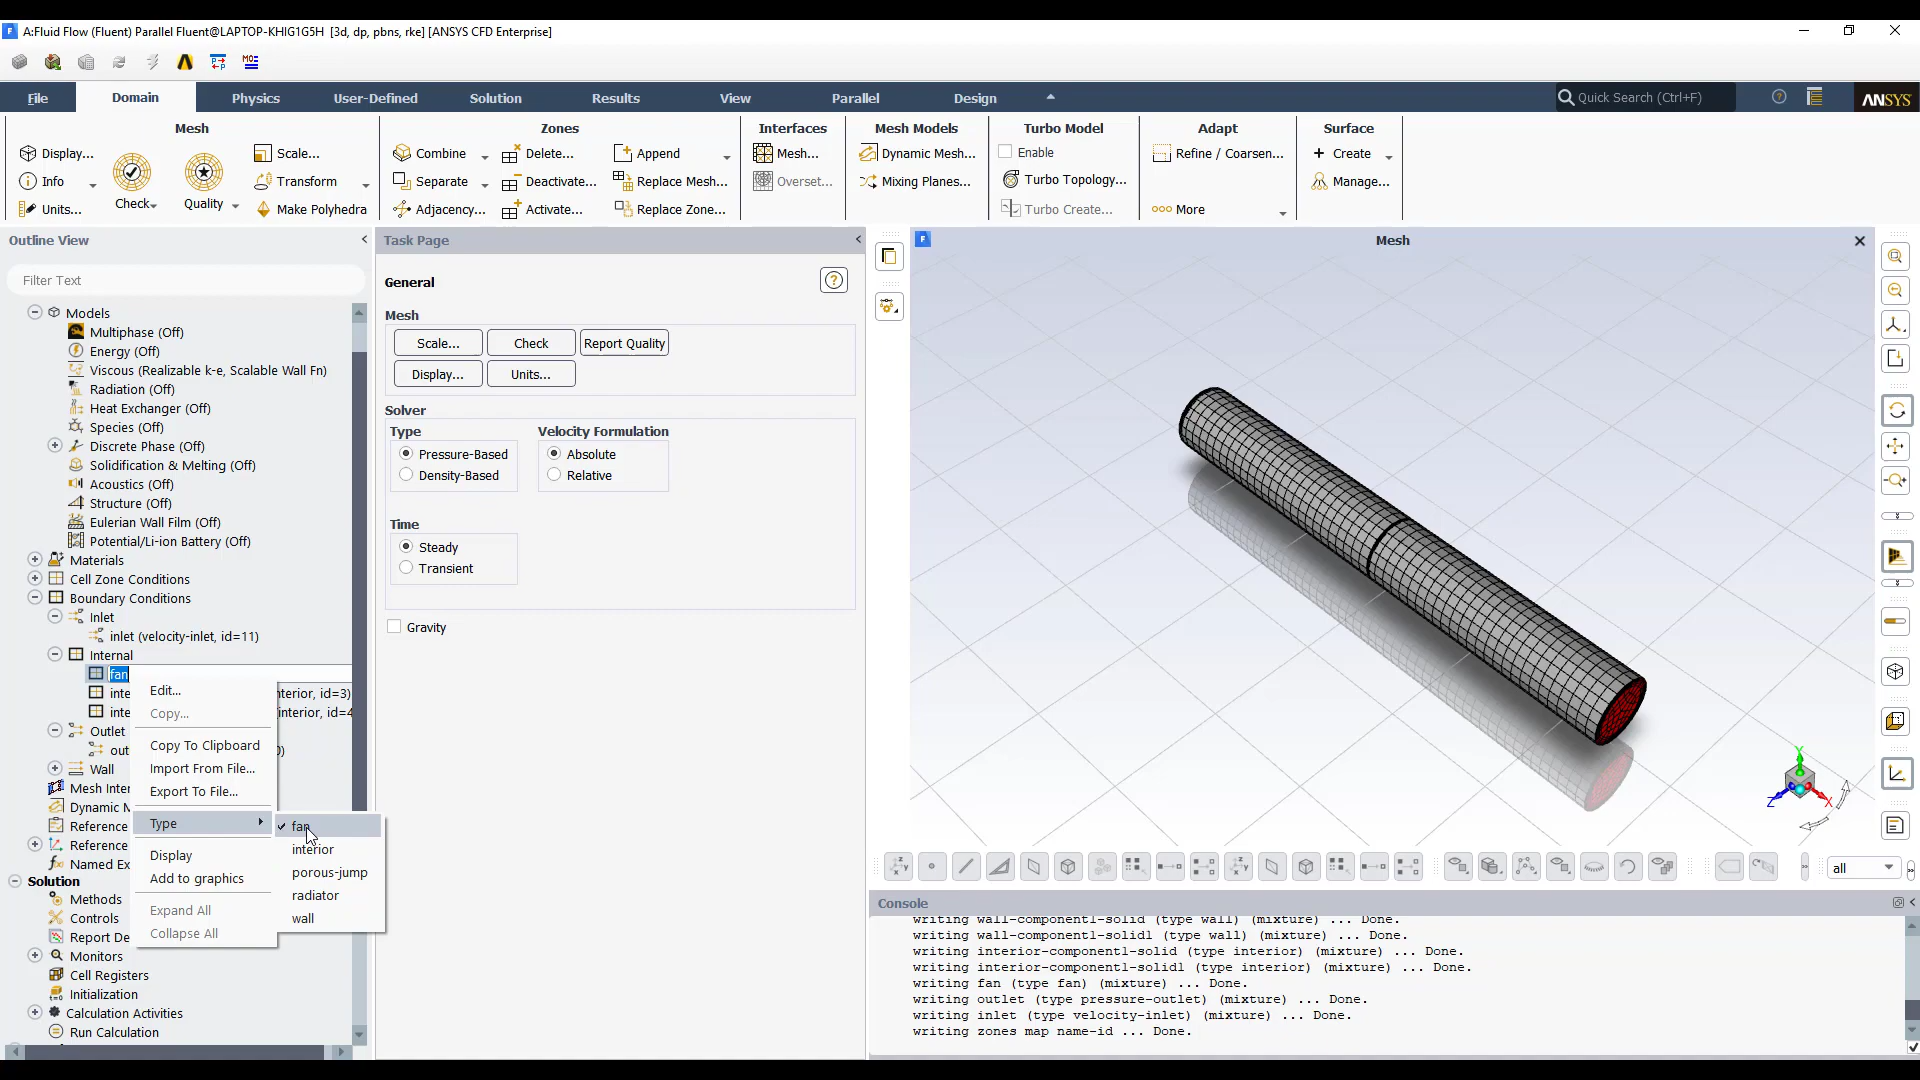 A:Fluid Flow (Fluent) Parallel Fluent@LAPTOP-KHIG1G5H [3d, dp, pbns, rke] [ANSYS CFD Enterprise]
File
Domain
Physics
User-Defined
Solution
Results
View
Parallel
Design
Quick Search (Ctrl+F)
ANSYS
Mesh
Zones
Interfaces
Mesh Models
Turbo Model
Adapt
Surface
Display...
Info
Units...
Check
Quality
Scale...
Transform
Make Polyhedra
Combine
Separate
Adjacency...
Delete...
Deactivate...
Activate...
Append
Replace Mesh...
Replace Zone...
Mesh...
Overset...
Dynamic Mesh...
Mixing Planes...
Enable
Turbo Topology...
Turbo Create...
Refine / Coarsen...
More
Create
Manage...
Outline View
Filter Text
Models
Multiphase (Off)
Energy (Off)
Viscous (Realizable k-e, Scalable Wall Fn)
Radiation (Off)
Heat Exchanger (Off)
Species (Off)
Discrete Phase (Off)
Solidification & Melting (Off)
Acoustics (Off)
Structure (Off)
Eulerian Wall Film (Off)
Potential/Li-ion Battery (Off)
Materials
Cell Zone Conditions
Boundary Conditions
Inlet
inlet (velocity-inlet, id=11)
Internal
fan
inte nterior, id=3)
inte interior, id=4
Outlet
out 0)
Wall
Mesh Inter
Dynamic M
Reference
Reference
Named Ex
Solution
Methods
Controls
Report De
Monitors
Cell Registers
Initialization
Calculation Activities
Run Calculation
Edit...
Copy...
Copy To Clipboard
Import From File...
Export To File...
Type
Display
Add to graphics
Expand All
Collapse All
fan
interior
porous-jump
radiator
wall
Task Page
General
Mesh
Scale...
Check
Report Quality
Display...
Units...
Solver
Type
Pressure-Based
Density-Based
Velocity Formulation
Absolute
Relative
Time
Steady
Transient
Gravity
Mesh
Y
Z
X
all
Console
writing wall-component1-solid (type wall) (mixture) ... Done.
writing wall-component1-solid1 (type wall) (mixture) ... Done.
writing interior-component1-solid (type interior) (mixture) ... Done.
writing interior-component1-solid1 (type interior) (mixture) ... Done.
writing fan (type fan) (mixture) ... Done.
writing outlet (type pressure-outlet) (mixture) ... Done.
writing inlet (type velocity-inlet) (mixture) ... Done.
writing zones map name-id ... Done.